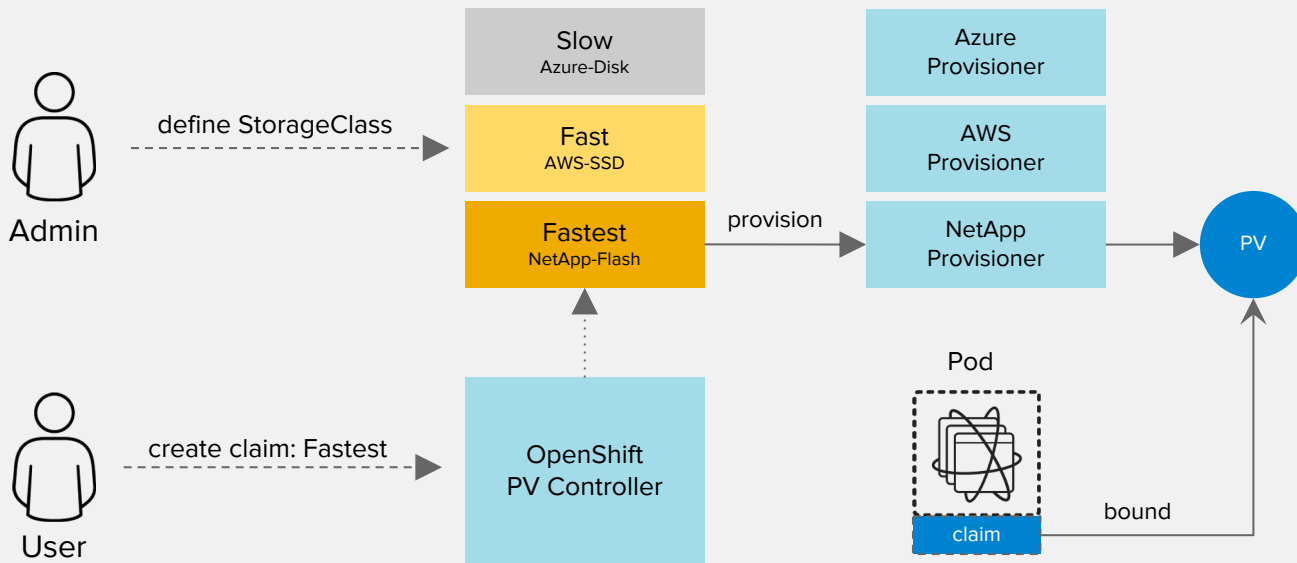 Slow
Azure-Disk
Azure
Provisioner
define StorageClass
Fast
AWS-SSD
AWS
Provisioner
Admin
Fastest
NetApp-Flash
provision
NetApp
Provisioner
PV
Pod
create claim: Fastest
OpenShift
PV Controller
User
claim
bound